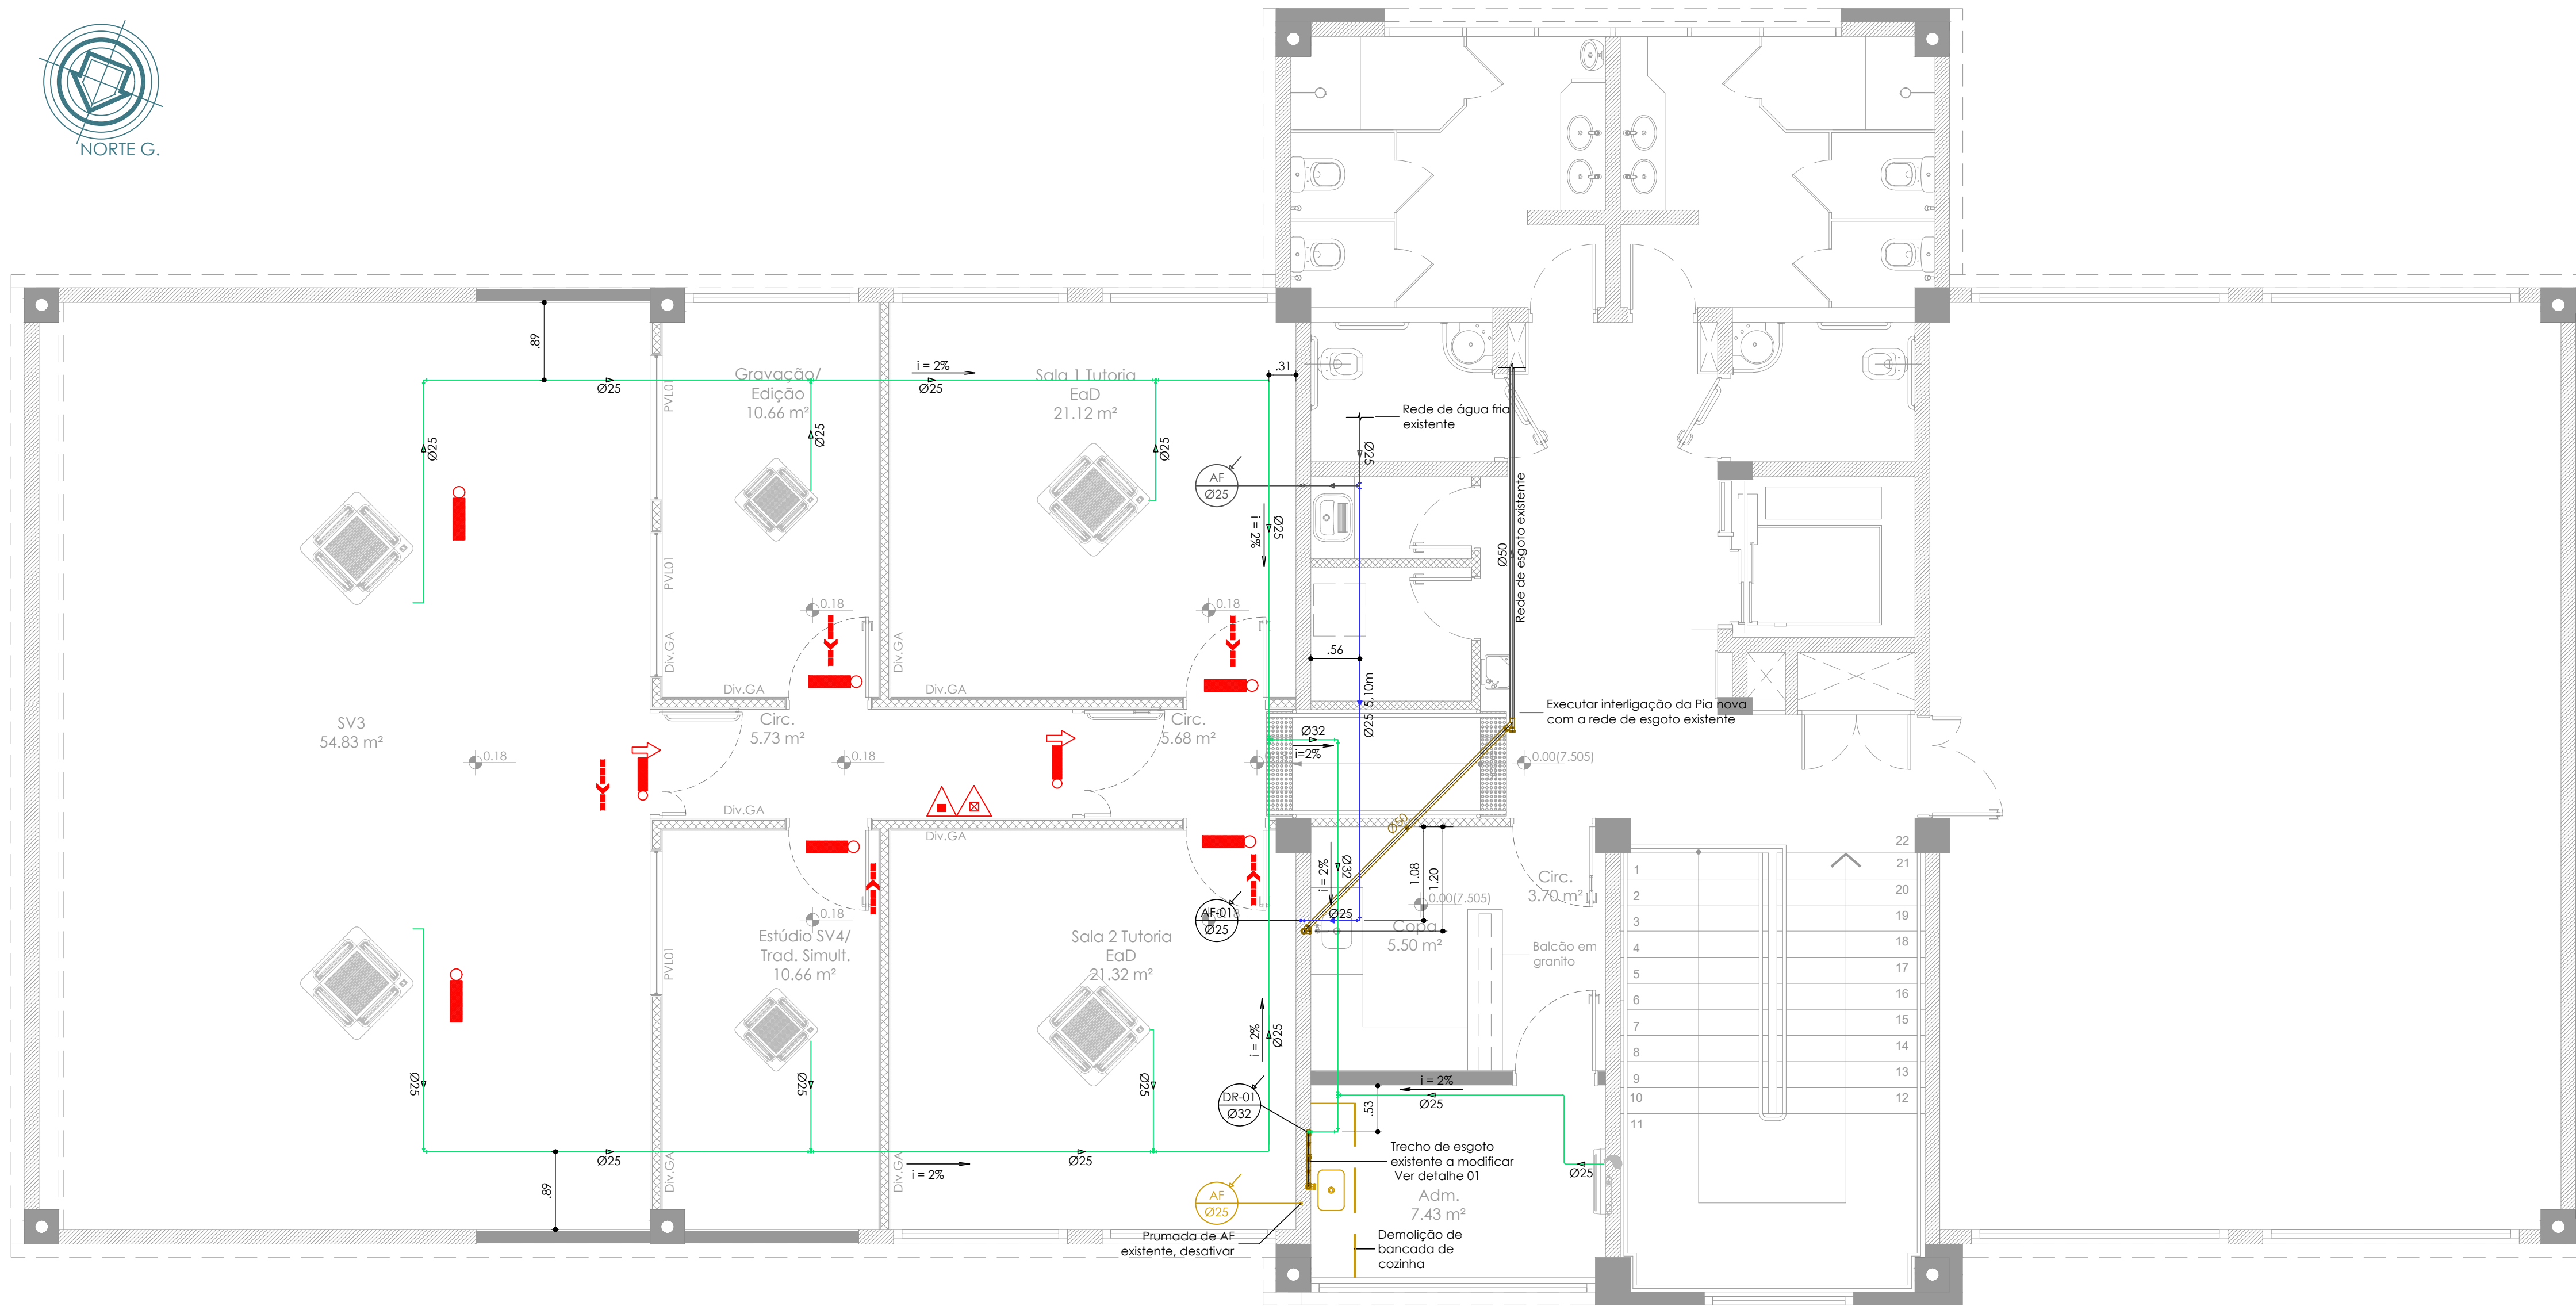 NORTE G.
.89
i = 2%
Ø25
Ø25
.31
Gravação/
Edição
10.66 m²
Sala 1 Tutoria
EaD
21.12 m²
PVL01
Ø25
Ø25
Ø25
Rede de água fria
existente
Ø25
AF
Ø25
i = 2%
Ø25
Rede de esgoto existente
Ø50
PVL01
0.18
0.18
Div.GA
Div.GA
.56
Div.GA
Div.GA
Ø25 5,10m
Executar interligação da Pia nova
com a rede de esgoto existente
SV3
54.83 m²
Circ.
5.73 m²
Circ.
5.68 m²
Ø32
i=2%
0.18
0.18
0.00(7.505)
Div.GA
Div.GA
Ø50
i = 2%
Ø32
1.08
1.20
Circ.
3.70 m²
0.00(7.505)
0.18
AF-01
Ø25
Ø25
Copa
5.50 m²
Estúdio SV4/
Trad. Simult.
10.66 m²
Sala 2 Tutoria
EaD
21.32 m²
PVL01
Balcão em
granito
22
1
21
2
20
3
19
4
18
5
17
6
16
7
15
8
14
9
13
10
12
11
Ø25
Ø25
Ø25
i = 2%
Ø25
DR-01
Ø32
i = 2%
Ø25
.53
Trecho de esgoto
existente a modificar
Ver detalhe 01
Ø25
Ø25
Ø25
i = 2%
Div.GA
Div.GA
.89
AF
Ø25
Adm.
7.43 m²
Prumada de AF
existente, desativar
Demolição de
bancada de
cozinha